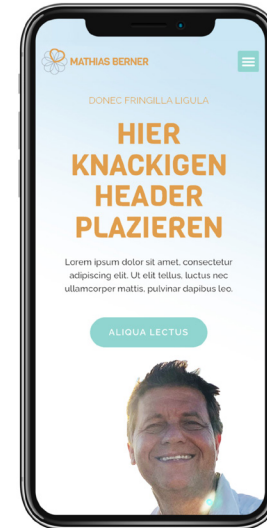 MATHIAS BERNER
DONEC FRINGILLA LIGULA
HIER
KNACKIGEN
HEADER
PLAZIEREN
Lorem ipsum dolor sit amet, consectetur
adipiscing elit. Ut elit tellus, luctus nec
ullamcorper mattis, pulvinar dapibus leo.
ALIQUA LECTUS